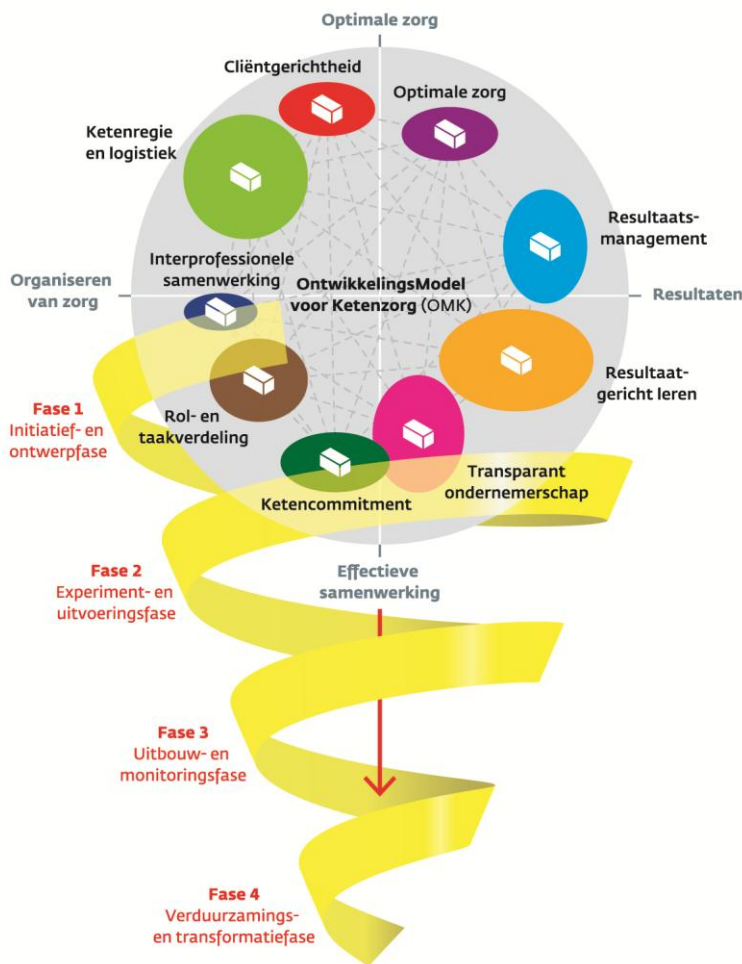 Optimale zorg
Cliëntgerichtheid
Optimale zorg
Ketenregie
en logistiek
Resultaats-
management
Interprofessionele
samenwerking
Organiseren
van zorg
OntwikkelingsModel
voor Ketenzorg (OMK)
Resultaten
Resultaat-
gericht leren
Fase 1
Initiatief- en
ontwerpfase
Rol- en
taakverdeling
Ketencommitment
Transparant
ondernemerschap
Fase 2
Experiment- en
uitvoeringsfase
Effectieve
samenwerking
Fase 3
Uitbouw- en
monitoringsfase
Fase 4
Verduurzamings-
en transformatiefase